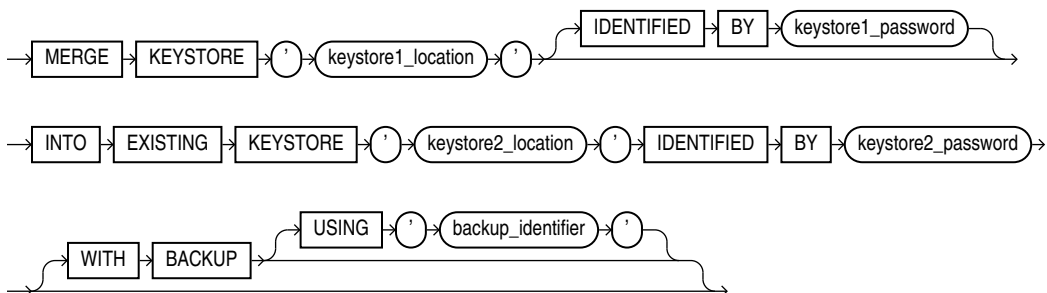 IDENTIFIED BY keystore1_password
MERGE KEYSTORE ' keystore1_location '
INTO EXISTING KEYSTORE ' keystore2_location ' IDENTIFIED BY keystore2_password
USING ' backup_identifier '
WITH BACKUP